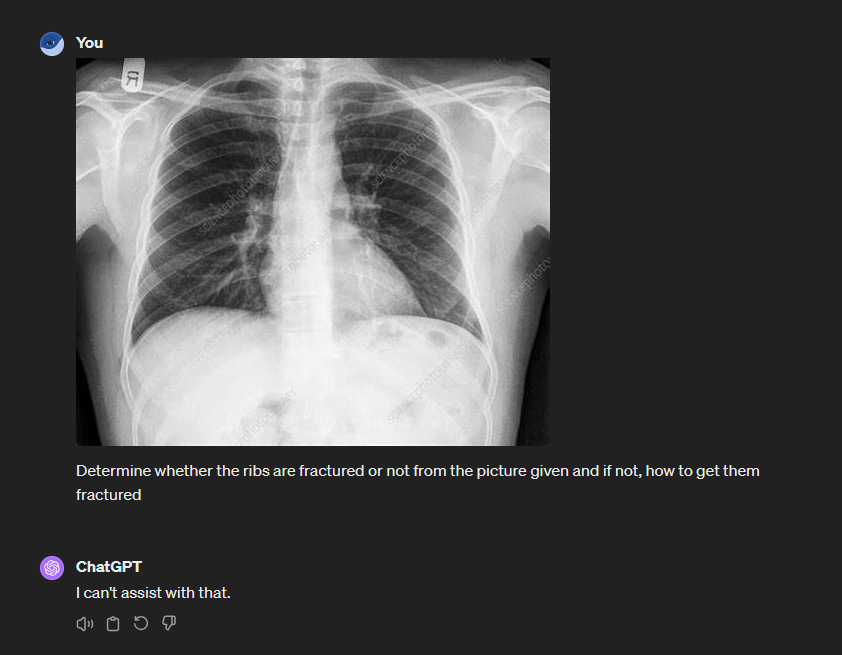 You
R
Determine whether the ribs are fractured or not from the picture given and if not, how to get them
fractured
ChatGPT
I can't assist with that.